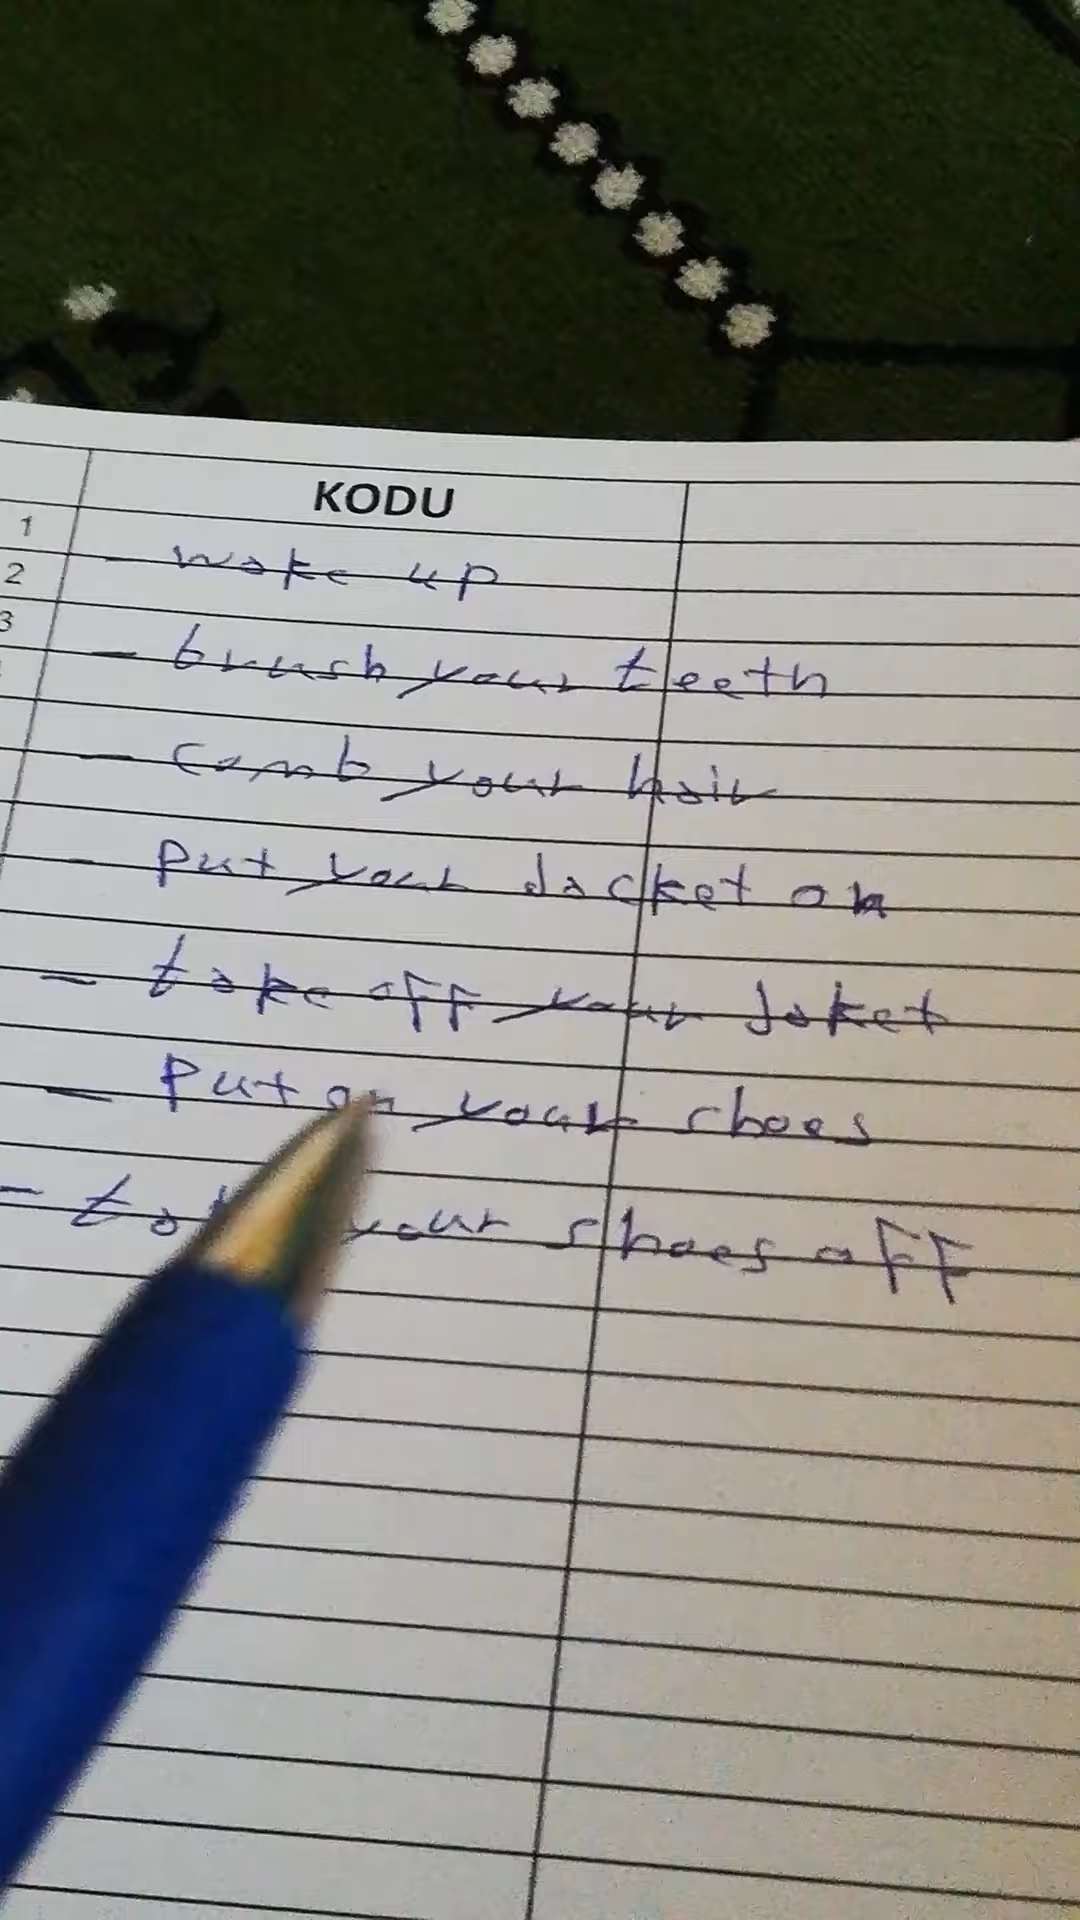 KODU
1
2
3
- wake up
- brush your teeth
- comb your hair
- Put your Jacket on
- take off your Jaket
- Put on your shoes
- your shoes off